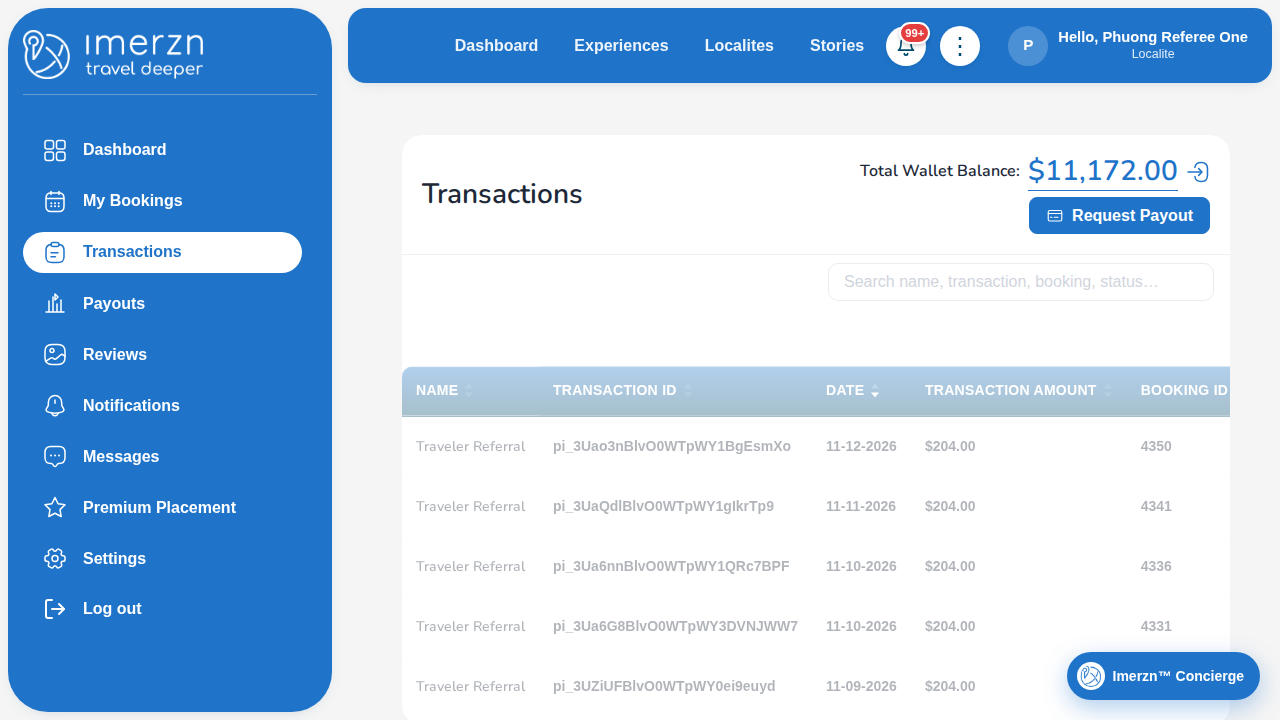 imerzn
travel deeper
Dashboard
My Bookings
Transactions
Payouts
Reviews
Notifications
Messages
Premium Placement
Settings
Log out
Dashboard Experiences Localites Stories 99+ P Hello, Phuong Referee One
Localite
Transactions
Total Wallet Balance: $11,172.00
Request Payout
Search name, transaction, booking, status…
NAME TRANSACTION ID DATE TRANSACTION AMOUNT BOOKING ID
Traveler Referral pi_3Uao3nBlvO0WTpWY1BgEsmXo 11-12-2026 $204.00 4350
Traveler Referral pi_3UaQdlBlvO0WTpWY1gIkrTp9 11-11-2026 $204.00 4341
Traveler Referral pi_3Ua6nnBlvO0WTpWY1QRc7BPF 11-10-2026 $204.00 4336
Traveler Referral pi_3Ua6G8BlvO0WTpWY3DVNJWW7 11-10-2026 $204.00 4331
Traveler Referral pi_3UZiUFBlvO0WTpWY0ei9euyd 11-09-2026 $204.00
Imerzn™ Concierge